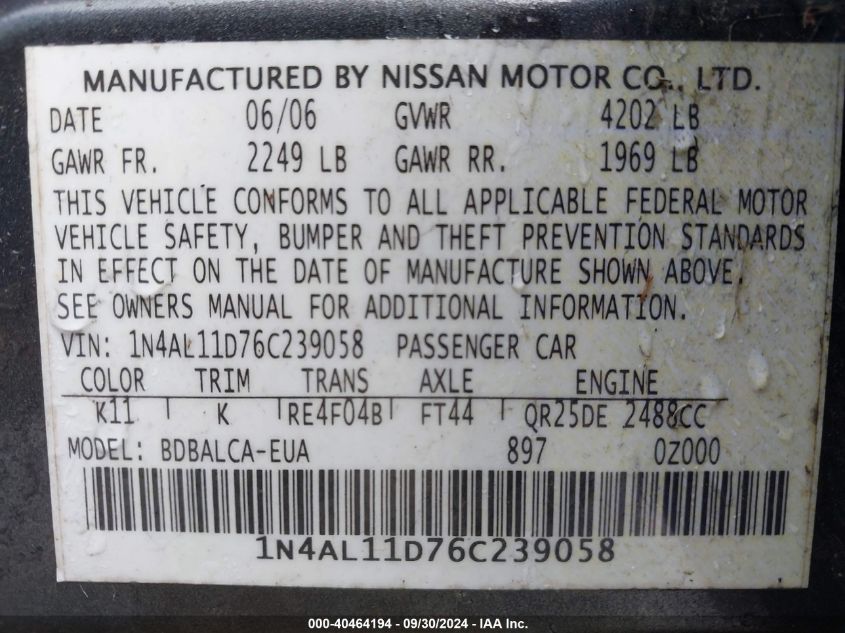 MANUFACTURED BY NISSAN MOTOR CO., LTD.
DATE 06/06 GVWR 4202 LB
GAWR FR. 2249 LB GAWR RR. 1969 LB
THIS VEHICLE CONFORMS TO ALL APPLICABLE FEDERAL MOTOR
VEHICLE SAFETY, BUMPER AND THEFT PREVENTION STANDARDS
IN EFFECT ON THE DATE OF MANUFACTURE SHOWN ABOVE.
SEE OWNERS MANUAL FOR ADDITIONAL INFORMATION.
VIN: 1N4AL11D76C239058 PASSENGER CAR
COLOR TRIM TRANS AXLE ENGINE
K11 K RE4F04B FT44 QR25DE 2488CC
MODEL: BDBALCA-EUA 897 0Z000
1N4AL11D76C239058
000-40464194 - 09/30/2024 - IAA Inc.